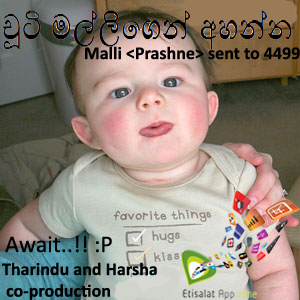 චූටි මල්ලිගෙන් අහන්න
Malli <Prashne> sent to 4499
favorite things
hugs
kiss
Await..!! :P
Tharindu and Harsha
co-production
Etisalat App zone